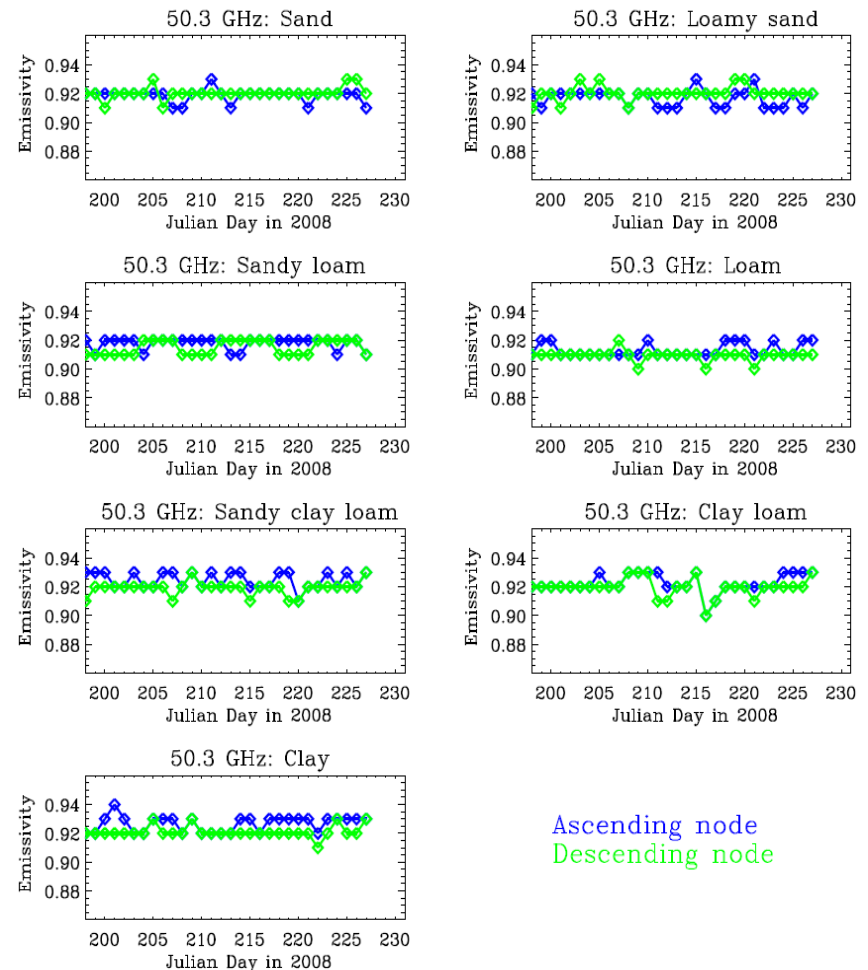 50.3 GHz: Sand
Emissivity
0.94
0.92
0.90
0.88
200 205 210 215 220 225 230
Julian Day in 2008
50.3 GHz: Loamy sand
Emissivity
0.94
0.92
0.90
0.88
200 205 210 215 220 225 230
Julian Day in 2008
50.3 GHz: Sandy loam
Emissivity
0.94
0.92
0.90
0.88
200 205 210 215 220 225 230
Julian Day in 2008
50.3 GHz: Loam
Emissivity
0.94
0.92
0.90
0.88
200 205 210 215 220 225 230
Julian Day in 2008
50.3 GHz: Sandy clay loam
Emissivity
0.94
0.92
0.90
0.88
200 205 210 215 220 225 230
Julian Day in 2008
50.3 GHz: Clay loam
Emissivity
0.94
0.92
0.90
0.88
200 205 210 215 220 225 230
Julian Day in 2008
50.3 GHz: Clay
Emissivity
0.94
0.92
0.90
0.88
200 205 210 215 220 225 230
Julian Day in 2008
Ascending node
Descending node